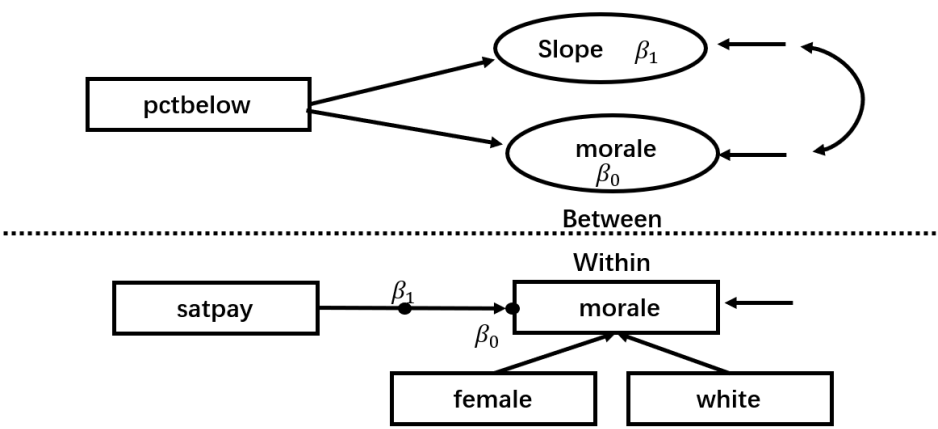 Slope β₁
pctbelow
morale
β₀
Between
Within
β₁
satpay
morale
β₀
female
white